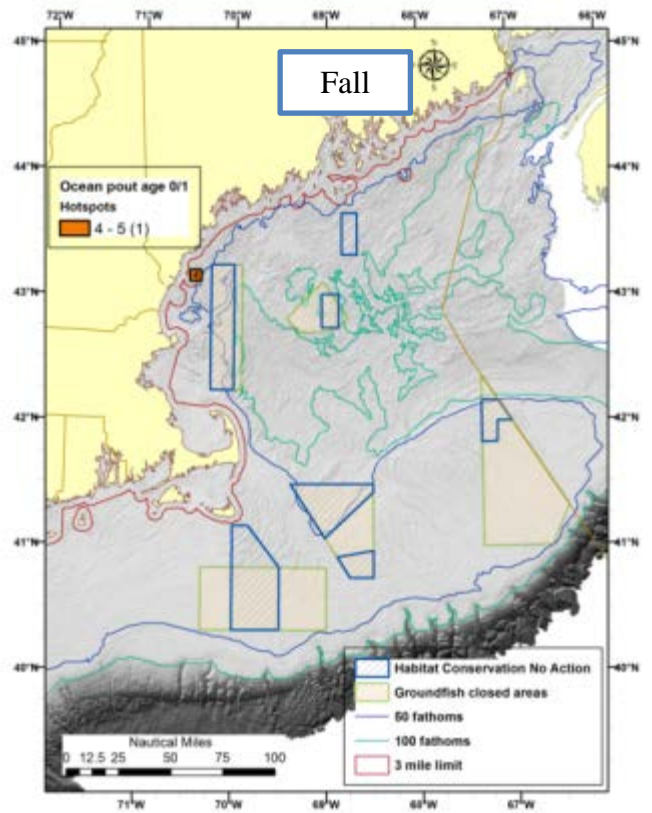 72°W 71°W 70°W 69°W 68°W 67°W 66°W
Fall
45°N 45°N
44°N 44°N
Ocean pout age 0/1
Hotspots
4 - 5 (1)
43°N 43°N
42°N 42°N
41°N 41°N
40°N 40°N
Habitat Conservation No Action
Groundfish closed areas
50 fathoms
100 fathoms
3 mile limit
Nautical Miles
0 12.5 25 50 75 100
71°W 70°W 69°W 68°W 67°W